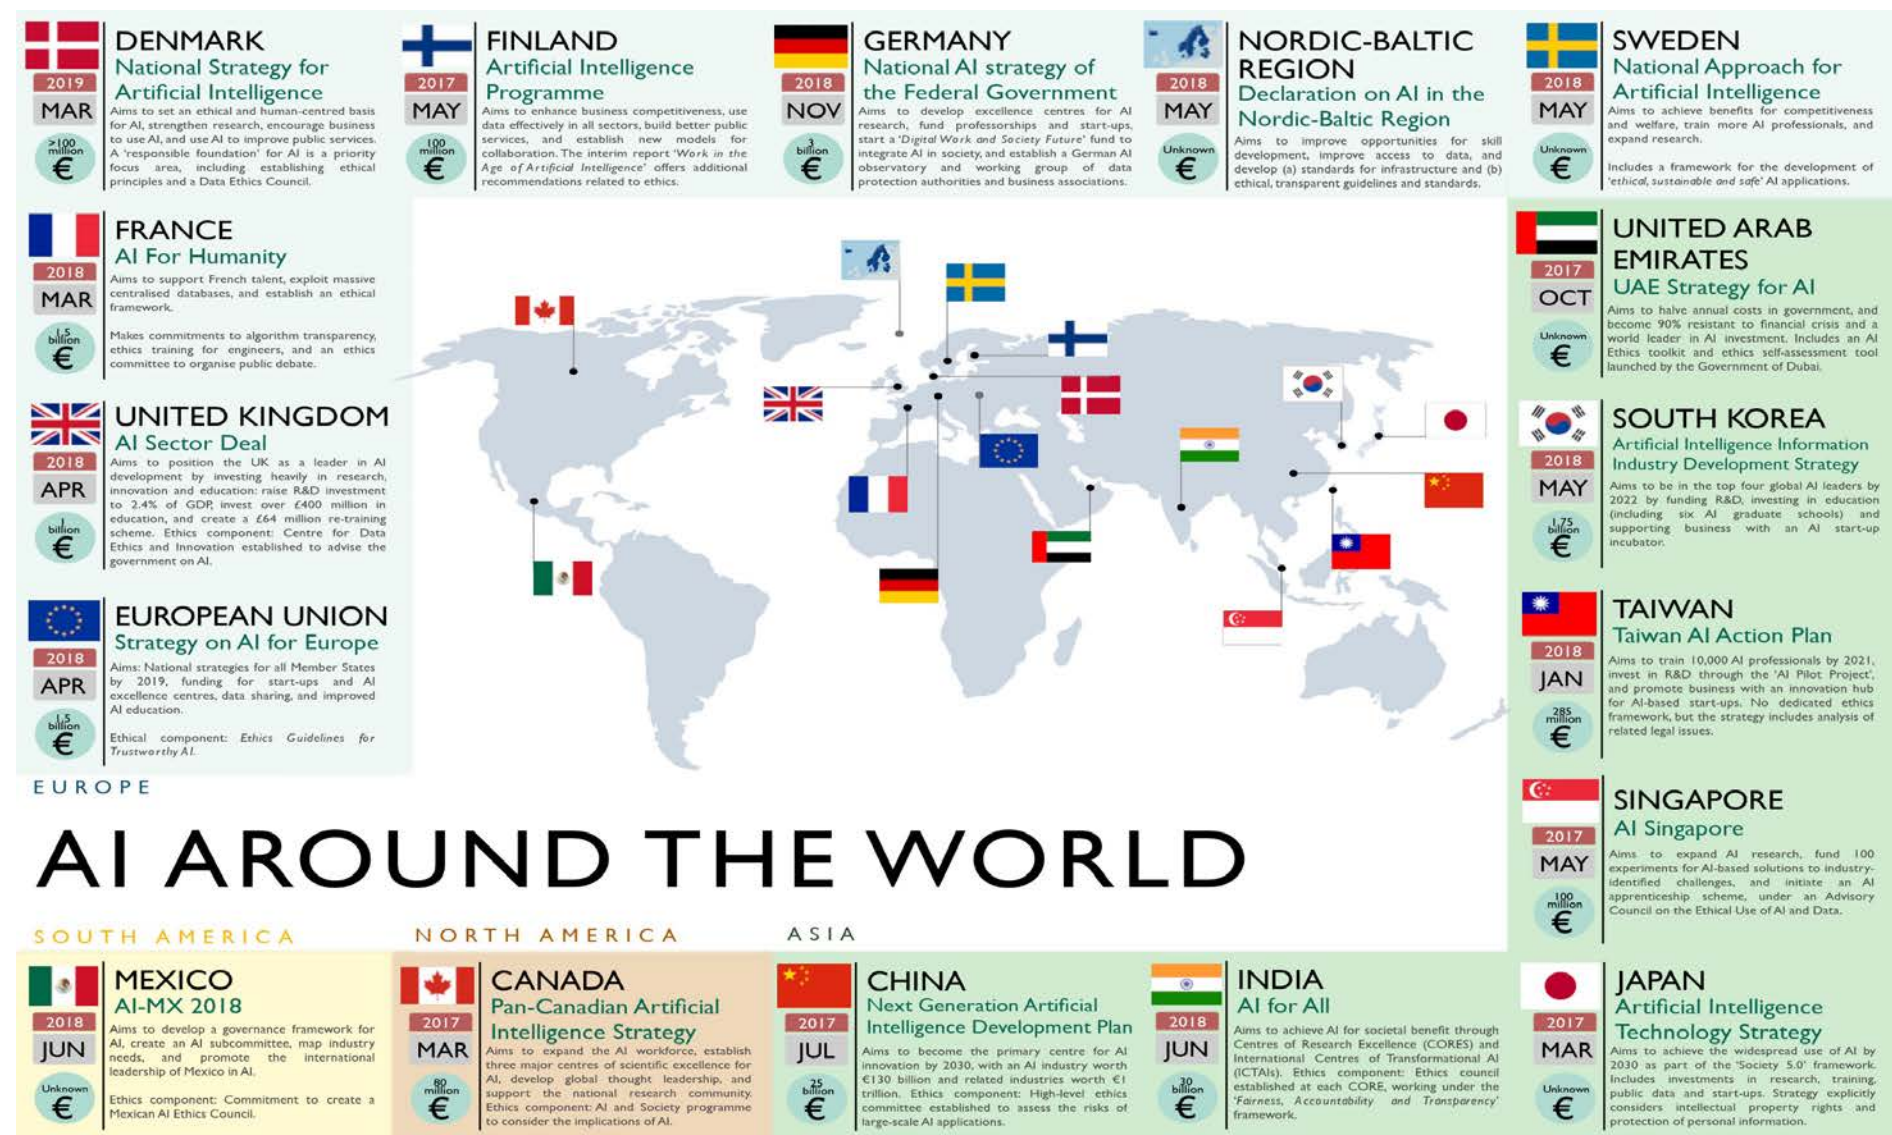 DENMARK
National Strategy for
Artificial Intelligence
2019
MAR
>100
million
€
Aims to set an ethical and human-centred basis
for AI, strengthen research, encourage business
to use AI, and use AI to improve public services.
A 'responsible foundation' for AI is a priority
focus area, including establishing ethical
principles and a Data Ethics Council.
FINLAND
Artificial Intelligence
Programme
2017
MAY
100
million
€
Aims to enhance business competitiveness, use
data effectively in all sectors, build better public
services, and establish new models for
collaboration. The interim report 'Work in the
Age of Artificial Intelligence' offers additional
recommendations related to ethics.
GERMANY
National AI strategy of
the Federal Government
2018
NOV
3
billion
€
Aims to develop excellence centres for AI
research, fund professorships and start-ups,
start a 'Digital Work and Society Future' fund to
integrate AI in society, and establish a German AI
observatory and working group of data
protection authorities and business associations.
NORDIC-BALTIC
REGION
Declaration on AI in the
Nordic-Baltic Region
2018
MAY
Unknown
€
Aims to improve opportunities for skill
development, improve access to data, and
develop (a) standards for infrastructure and (b)
ethical, transparent guidelines and standards.
SWEDEN
National Approach for
Artificial Intelligence
2018
MAY
Unknown
€
Aims to achieve benefits for competitiveness
and welfare, train more AI professionals, and
expand research.
Includes a framework for the development of
'ethical, sustainable and safe' AI applications.
FRANCE
AI For Humanity
2018
MAR
1.5
billion
€
Aims to support French talent, exploit massive
centralised databases, and establish an ethical
framework.
Makes commitments to algorithm transparency,
ethics training for engineers, and an ethics
committee to organise public debate.
UNITED KINGDOM
AI Sector Deal
2018
APR
1
billion
€
Aims to position the UK as a leader in AI
development by investing heavily in research,
innovation and education: raise R&D investment
to 2.4% of GDP, invest over £400 million in
education, and create a £64 million re-training
scheme. Ethics component: Centre for Data
Ethics and Innovation established to advise the
government on AI.
EUROPEAN UNION
Strategy on AI for Europe
2018
APR
1.5
billion
€
Aims: National strategies for all Member States
by 2019, funding for start-ups and AI
excellence centres, data sharing, and improved
AI education.
Ethical component: Ethics Guidelines for
Trustworthy AI.
EUROPE
UNITED ARAB
EMIRATES
UAE Strategy for AI
2017
OCT
Unknown
€
Aims to halve annual costs in government, and
become 90% resistant to financial crisis and a
world leader in AI investment. Includes an AI
Ethics toolkit and ethics self-assessment tool
launched by the Government of Dubai.
SOUTH KOREA
Artificial Intelligence Information
Industry Development Strategy
2018
MAY
1.75
billion
€
Aims to be in the top four global AI leaders by
2022 by funding R&D, investing in education
(including six AI graduate schools) and
supporting business with an AI start-up
incubator.
TAIWAN
Taiwan AI Action Plan
2018
JAN
285
million
€
Aims to train 10,000 AI professionals by 2021,
invest in R&D through the 'AI Pilot Project',
and promote business with an innovation hub
for AI-based start-ups. No dedicated ethics
framework, but the strategy includes analysis of
related legal issues.
SINGAPORE
AI Singapore
2017
MAY
100
million
€
Aims to expand AI research, fund 100
experiments for AI-based solutions to industry-
identified challenges, and initiate an AI
apprenticeship scheme, under an Advisory
Council on the Ethical Use of AI and Data.
AI AROUND THE WORLD
SOUTH AMERICA
NORTH AMERICA
ASIA
MEXICO
AI-MX 2018
2018
JUN
Unknown
€
Aims to develop a governance framework for
AI, create an AI subcommittee, map industry
needs, and promote the international
leadership of Mexico in AI.
Ethics component: Commitment to create a
Mexican AI Ethics Council.
CANADA
Pan-Canadian Artificial
Intelligence Strategy
2017
MAR
80
million
€
Aims to expand the AI workforce, establish
three major centres of scientific excellence for
AI, develop global thought leadership, and
support the national research community.
Ethics component: AI and Society programme
to consider the implications of AI.
CHINA
Next Generation Artificial
Intelligence Development Plan
2017
JUL
25
billion
€
Aims to become the primary centre for AI
innovation by 2030, with an AI industry worth
€130 billion and related industries worth €1
trillion. Ethics component: High-level ethics
committee established to assess the risks of
large-scale AI applications.
INDIA
AI for All
2018
JUN
30
billion
€
Aims to achieve AI for societal benefit through
Centres of Research Excellence (CORES) and
International Centres of Transformational AI
(ICTAIs). Ethics component: Ethics council
established at each CORE, working under the
'Fairness, Accountability and Transparency'
framework.
JAPAN
Artificial Intelligence
Technology Strategy
2017
MAR
Unknown
€
Aims to achieve the widespread use of AI by
2030 as part of the 'Society 5.0' framework.
Includes investments in research, training,
public data and start-ups. Strategy explicitly
considers intellectual property rights and
protection of personal information.